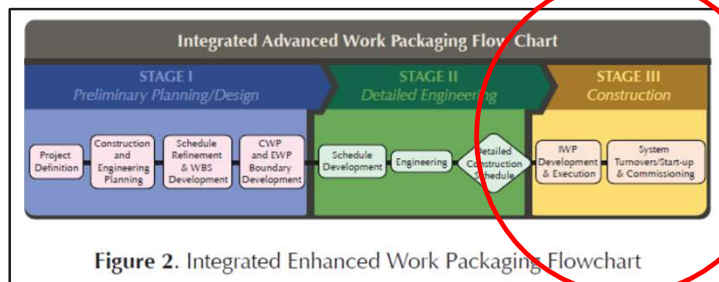 Integrated Advanced Work Packaging Flow Chart
STAGE I
Preliminary Planning/Design
STAGE II
Detailed Engineering
STAGE III
Construction
Project
Definition
Construction
and
Engineering
Planning
Schedule
Refinement
& WBS
Development
CWP
and EWP
Boundary
Development
Schedule
Development
Engineering
Detailed
Construction
Schedule
IWP
Development
& Execution
System
Turnovers/Start-up
& Commissioning
Figure 2. Integrated Enhanced Work Packaging Flowchart